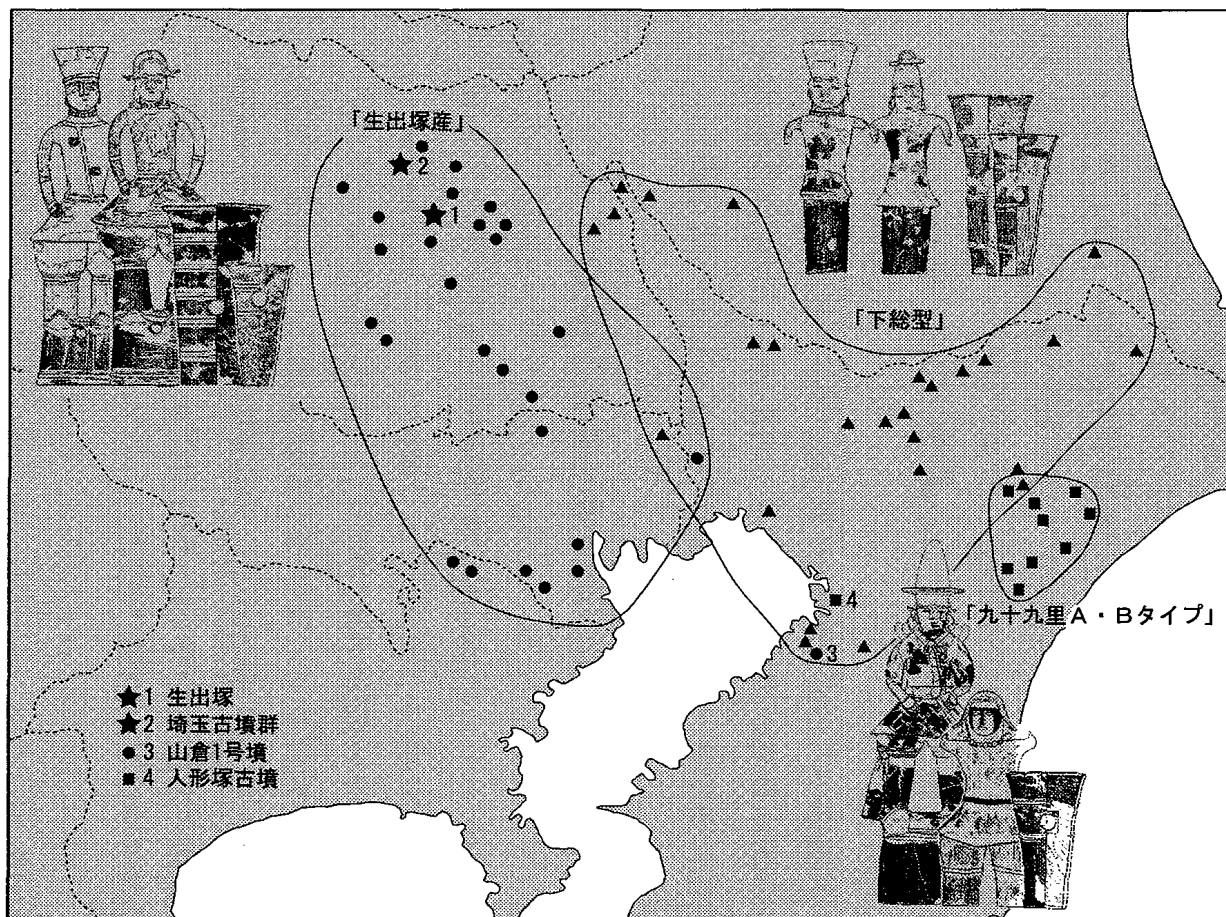 「生出塚産」
2
1
「下総型」
4
「九十九里A・Bタイプ」
3
★1 生出塚
★2 埼玉古墳群
●3 山倉1号墳
■4 人形塚古墳